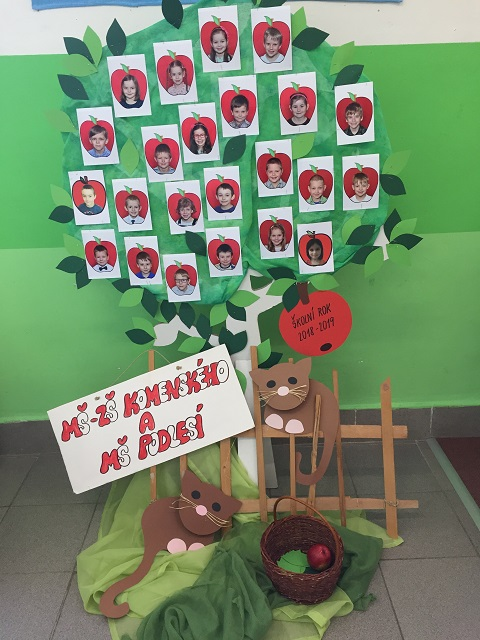 ŠKOLNÍ ROK
2018-2019
MŠ-ZŠ KOMENSKÉHO
A
MŠ PODLESÍ